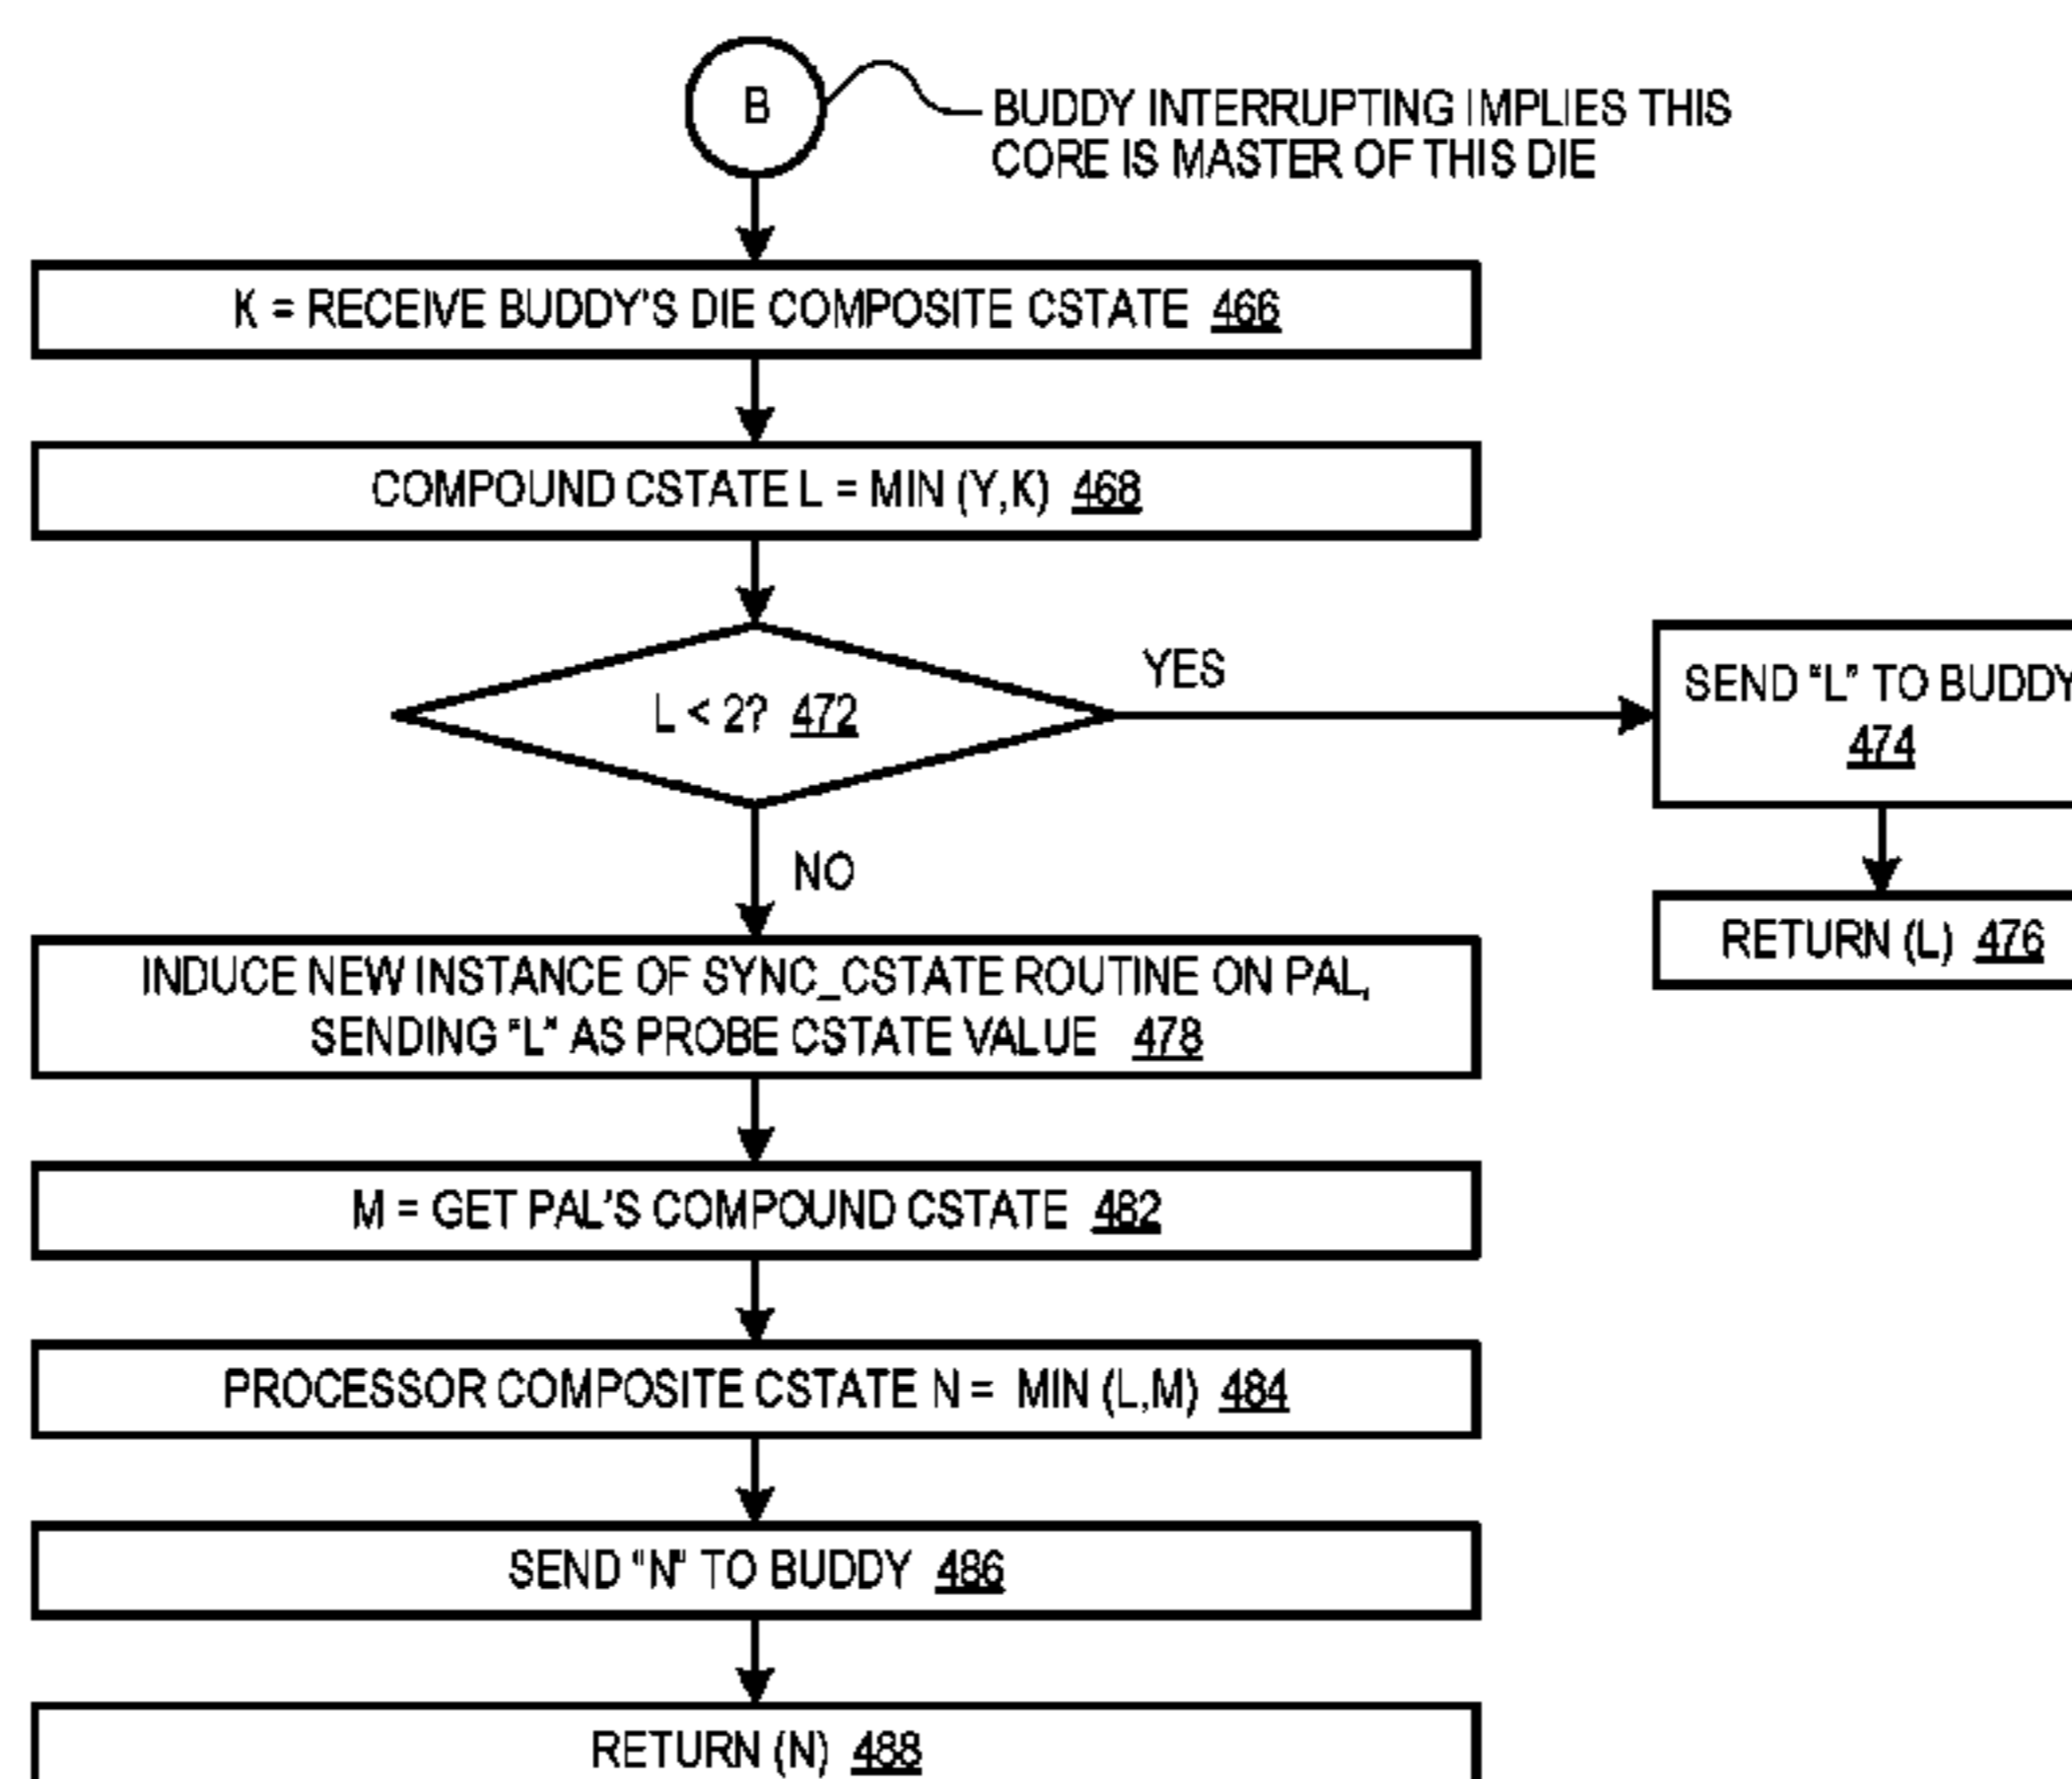 B
BUDDY INTERRUPTING IMPLIES THIS
CORE IS MASTER OF THIS DIE
K = RECEIVE BUDDY'S DIE COMPOSITE CSTATE 466
COMPOUND CSTATE L = MIN (Y,K) 468
L < 2? 472
YES
SEND "L" TO BUDDY
474
RETURN (L) 476
NO
INDUCE NEW INSTANCE OF SYNC_CSTATE ROUTINE ON PAL,
SENDING "L" AS PROBE CSTATE VALUE 478
M = GET PAL'S COMPOUND CSTATE 482
PROCESSOR COMPOSITE CSTATE N = MIN (L,M) 484
SEND "N" TO BUDDY 486
RETURN (N) 488